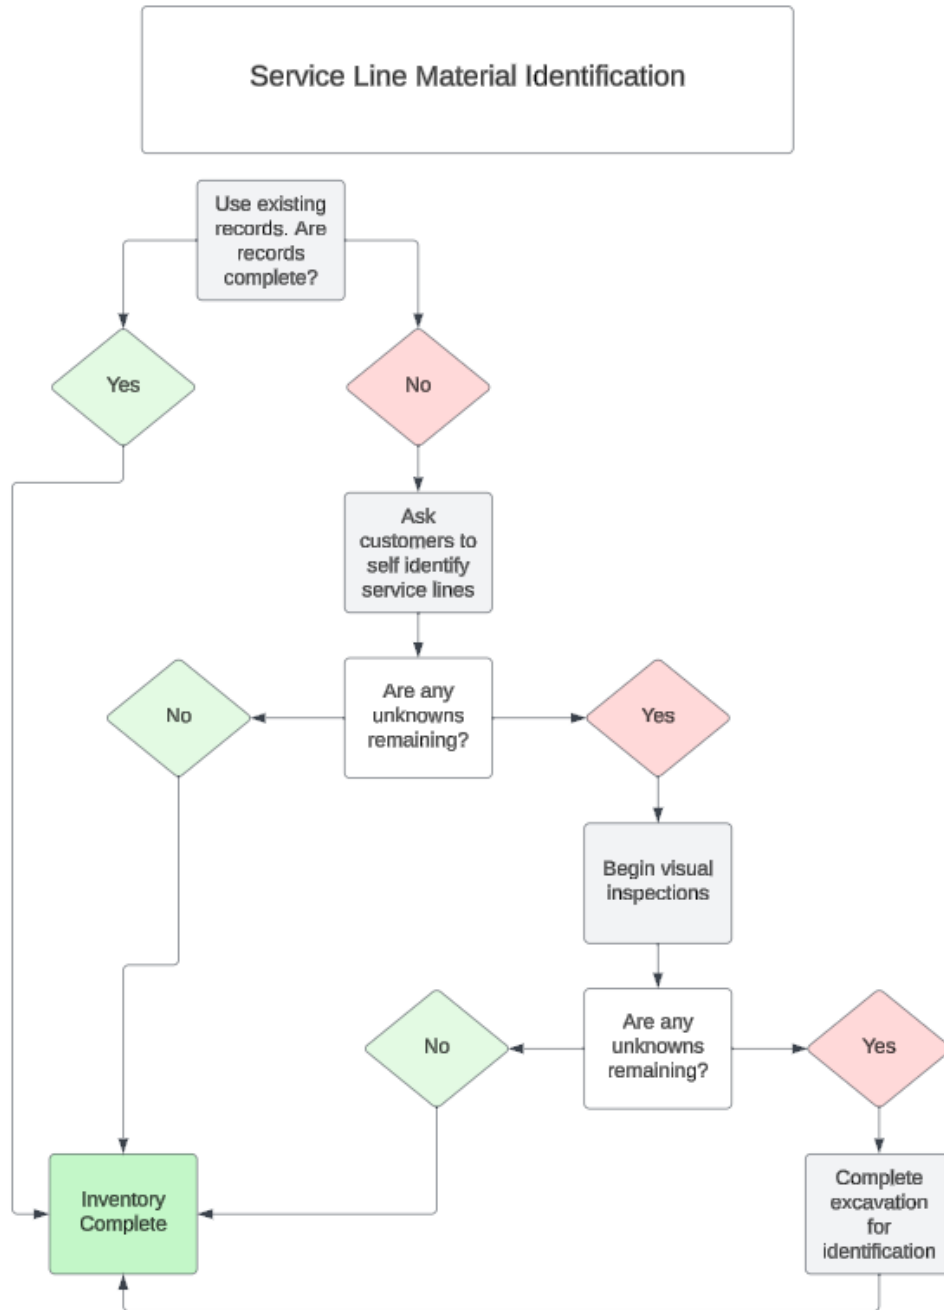 Service Line Material Identification
Use existing
records. Are
records
complete?
Yes
No
Ask
customers to
self identify
service lines
No
Are any
unknowns
remaining?
Yes
Begin visual
inspections
No
Are any
unknowns
remaining?
Yes
Inventory
Complete
Complete
excavation
for
identification